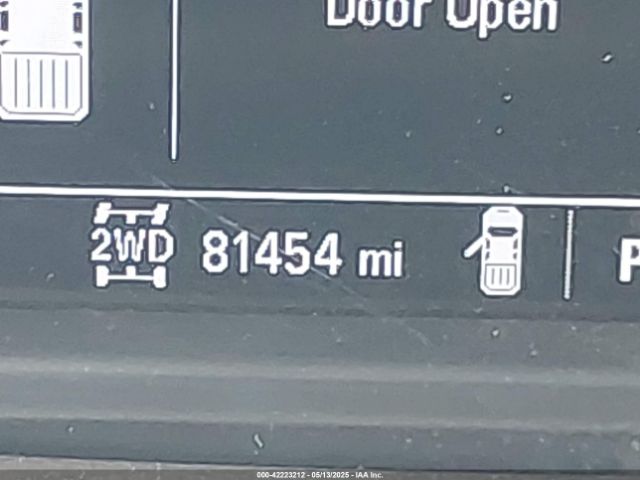 Door Open
2WD 81454 mi P
000-42223212 - 05/13/2025 - IAA Inc.